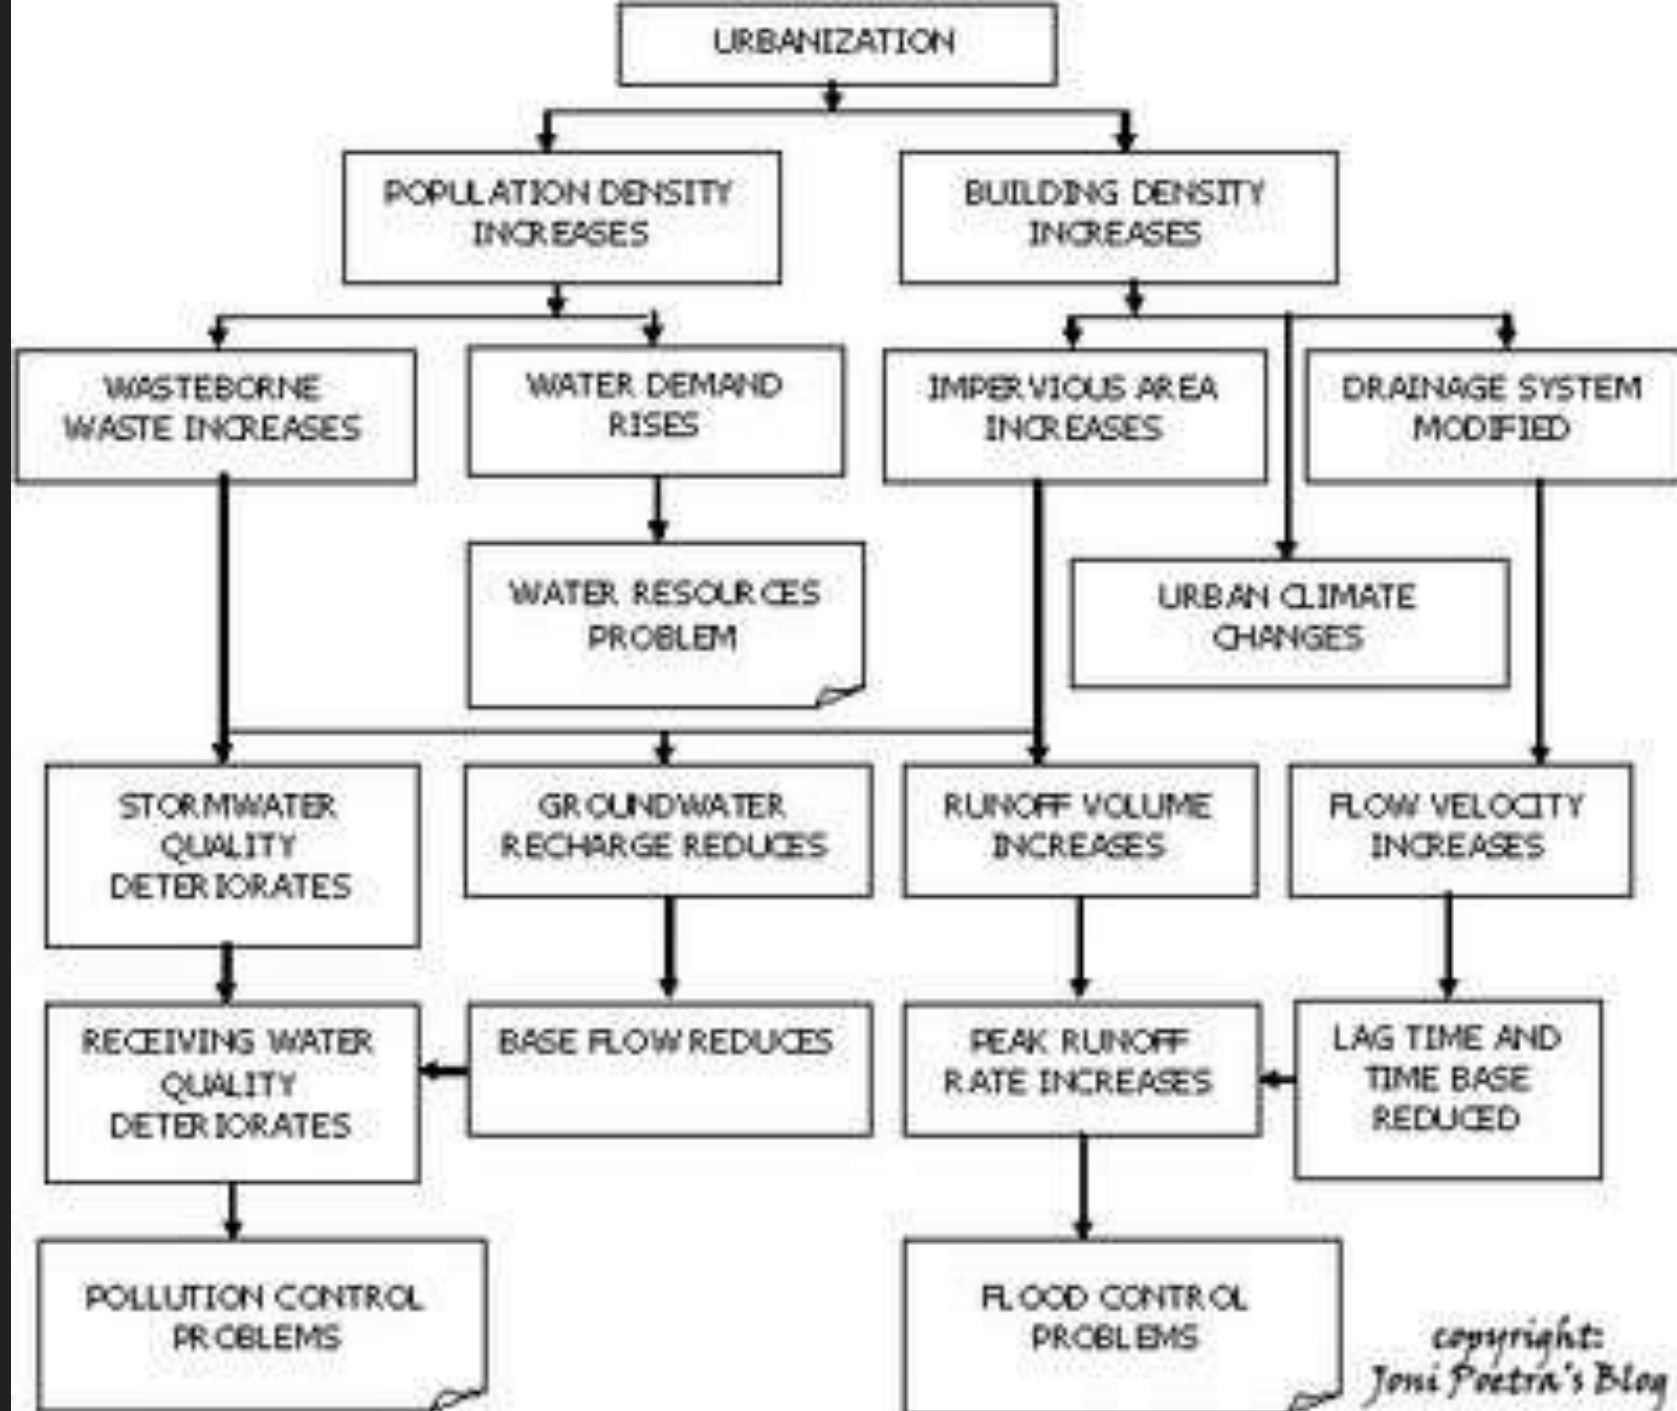 URBANIZATION
POPULATION DENSITY
INCREASES
BUILDING DENSITY
INCREASES
WASTEBORNE
WASTE INCREASES
WATER DEMAND
RISES
IMPERVIOUS AREA
INCREASES
DRAINAGE SYSTEM
MODIFIED
WATER RESOURCES
PROBLEM
URBAN CLIMATE
CHANGES
STORMWATER
QUALITY
DETERIORATES
GROUNDWATER
RECHARGE REDUCES
RUNOFF VOLUME
INCREASES
FLOW VELOCITY
INCREASES
RECEIVING WATER
QUALITY
DETERIORATES
BASE FLOW REDUCES
PEAK RUNOFF
RATE INCREASES
LAG TIME AND
TIME BASE
REDUCED
POLLUTION CONTROL
PROBLEMS
FLOOD CONTROL
PROBLEMS
copyright:
Joni Poetra's Blog